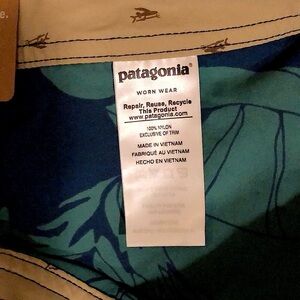 e.
patagonia®
WORN WEAR
Repair, Reuse, Recycle
This Product
www.patagonia.com
100% NYLON
EXCLUSIVE OF TRIM
MADE IN VIETNAM
FABRIQUÉ AU VIETNAM
HECHO EN VIETNAM